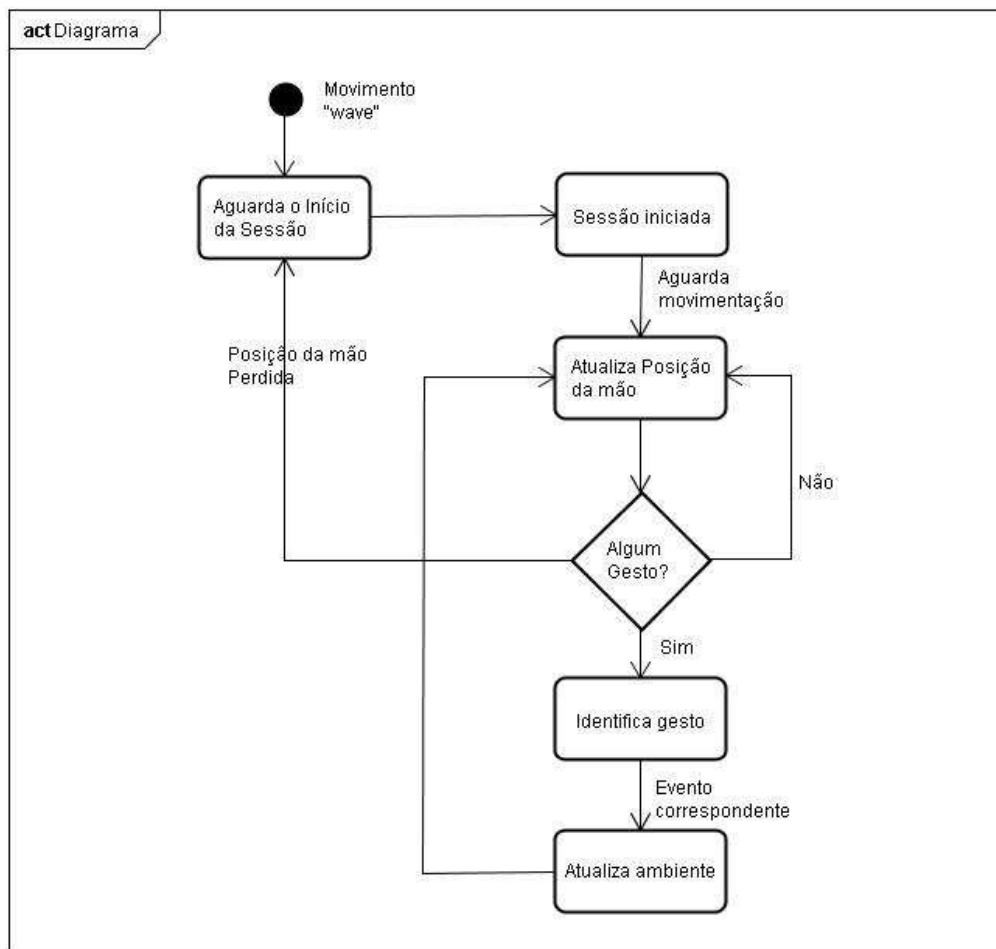 act Diagrama
Movimento
"wave"
Aguarda o Início
da Sessão
Sessão iniciada
Aguarda
movimentação
Posição da mão
Perdida
Atualiza Posição
da mão
Não
Algum
Gesto?
Sim
Identifica gesto
Evento
correspondente
Atualiza ambiente